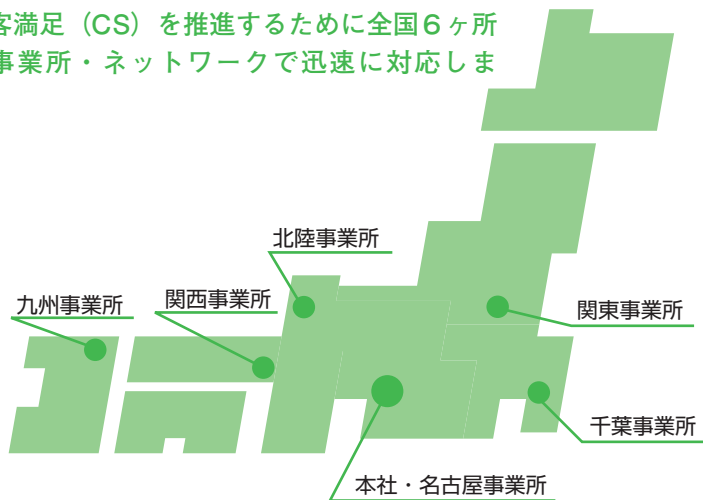 客満足（CS）を推進するために全国６ヶ所
事業所・ネットワークで迅速に対応しま
北陸事業所
九州事業所
関西事業所
関東事業所
千葉事業所
本社・名古屋事業所